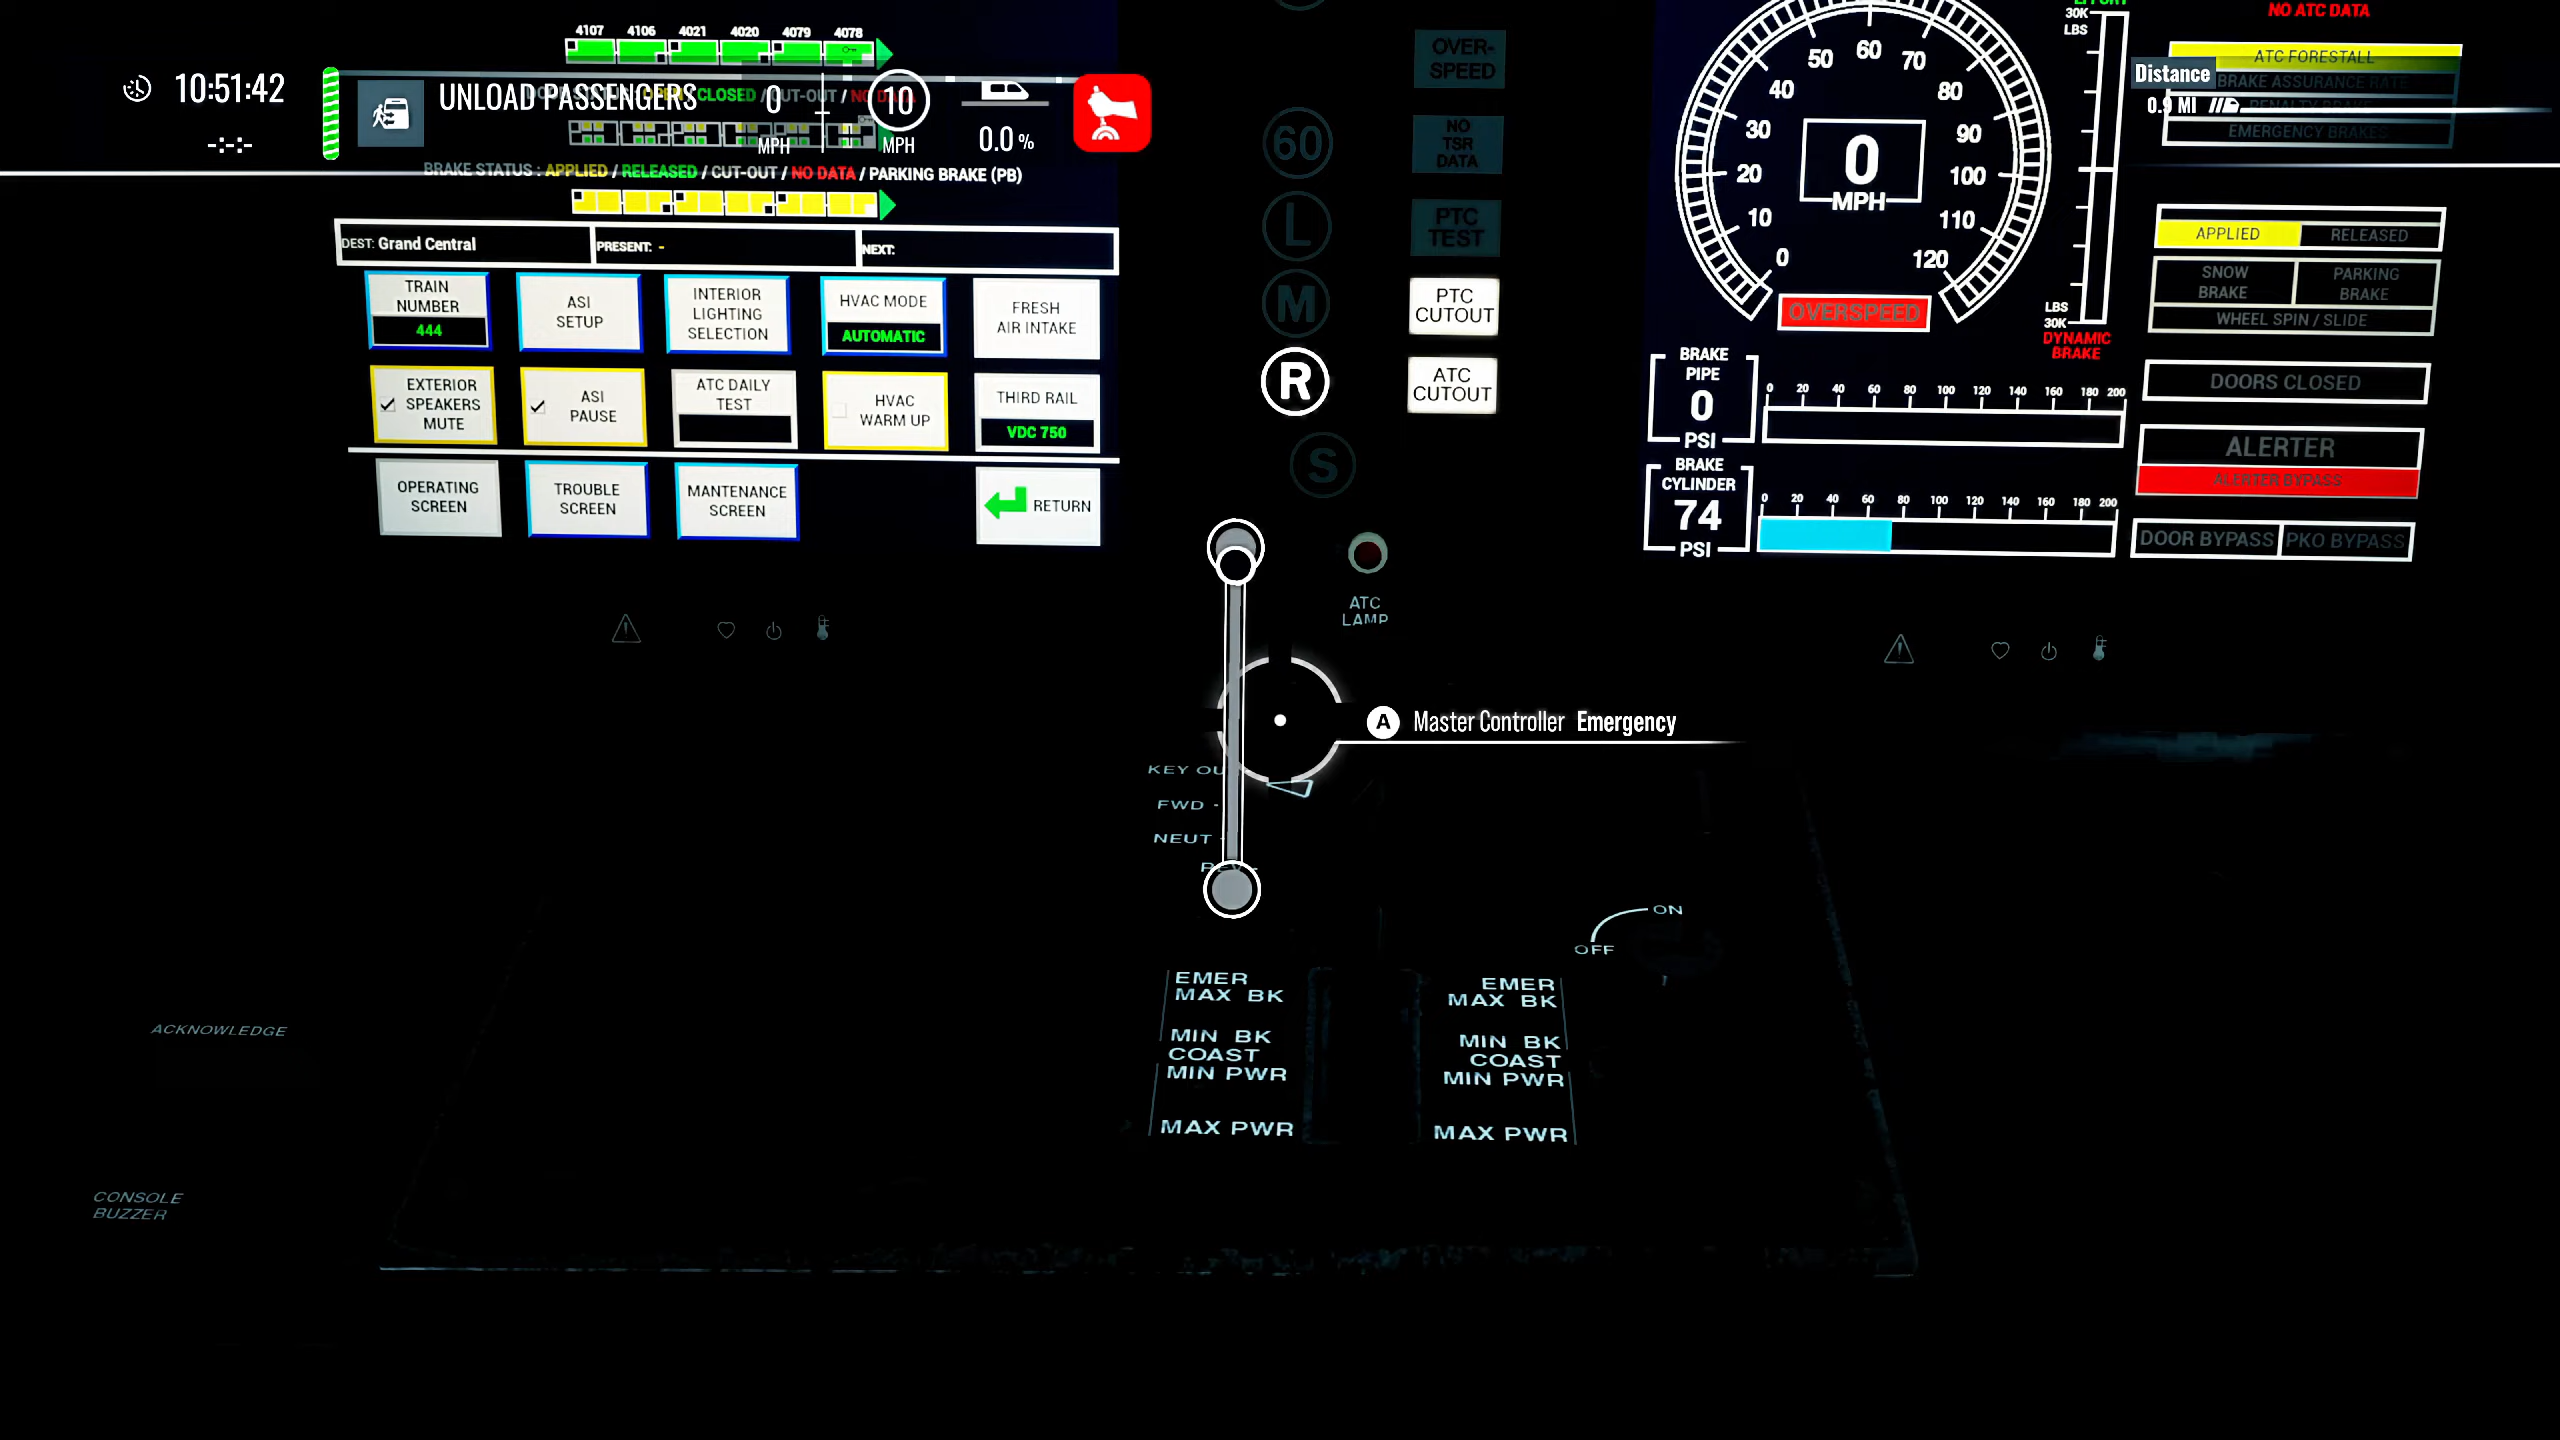 4107 4106 4021 4020 4079 4078
10:51:42
-:-:-
UNLOAD PASSENGERS
0
MPH
10
MPH
0.0 %
OPEN / CLOSED / CUT-OUT / NO DATA
BRAKE STATUS : APPLIED / RELEASED / CUT-OUT / NO DATA / PARKING BRAKE (PB)
DEST: Grand Central
PRESENT: -
NEXT:
TRAIN
NUMBER
444
ASI
SETUP
INTERIOR
LIGHTING
SELECTION
HVAC MODE
AUTOMATIC
FRESH
AIR INTAKE
EXTERIOR
SPEAKERS
MUTE
ASI
PAUSE
ATC DAILY
TEST
HVAC
WARM UP
THIRD RAIL
VDC 750
OPERATING
SCREEN
TROUBLE
SCREEN
MANTENANCE
SCREEN
RETURN
OVER-
SPEED
60
NO
TSR
DATA
L
PTC
TEST
M
PTC
CUTOUT
R
ATC
CUTOUT
S
ATC
LAMP
0 10 20 30 40 50 60 70 80 90 100 110 120
0
MPH
OVERSPEED
EFFORT
30K
LBS
LBS
30K
DYNAMIC
BRAKE
BRAKE
PIPE
0
PSI
0 20 40 60 80 100 120 140 160 180 200
BRAKE
CYLINDER
74
PSI
0 20 40 60 80 100 120 140 160 180 200
NO ATC DATA
ATC FORESTALL
Distance
BRAKE ASSURANCE RATE
0.9 MI
PENALTY BRAKE
EMERGENCY BRAKES
APPLIED
RELEASED
SNOW
BRAKE
PARKING
BRAKE
WHEEL SPIN / SLIDE
DOORS CLOSED
ALERTER
ALERTER BYPASS
DOOR BYPASS
PKO BYPASS
A Master Controller Emergency
KEY OU
FWD -
NEUT -
ON
OFF
EMER
MAX BK
MIN BK
COAST
MIN PWR
MAX PWR
EMER
MAX BK
MIN BK
COAST
MIN PWR
MAX PWR
ACKNOWLEDGE
CONSOLE
BUZZER